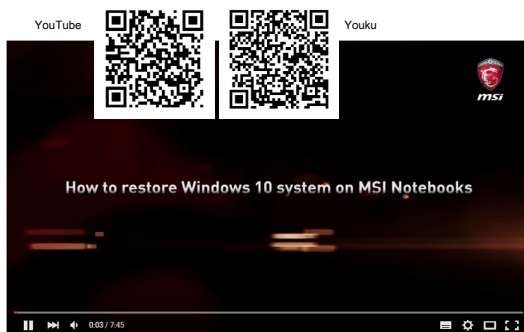 YouTube
Youku
msi
How to restore Windows 10 system on MSI Notebooks
0:03 / 7:45